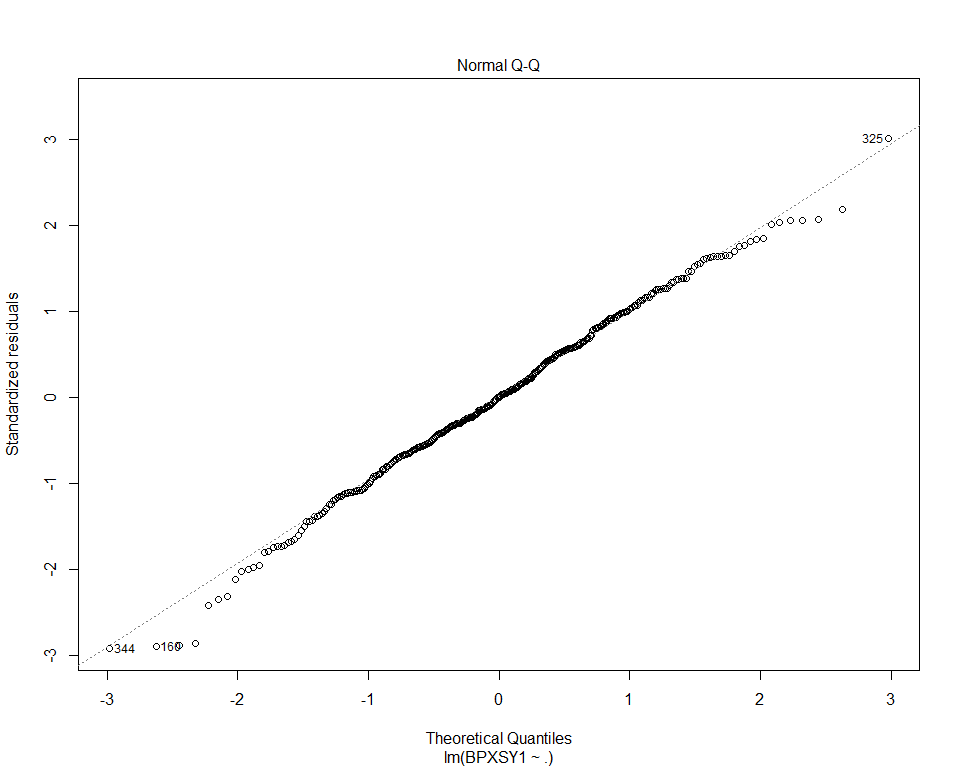 Normal Q-Q
Standardized residuals
3
2
1
0
-1
-2
-3
325
344
160
-3 -2 -1 0 1 2 3
Theoretical Quantiles
lm(BPXSY1 ~ .)